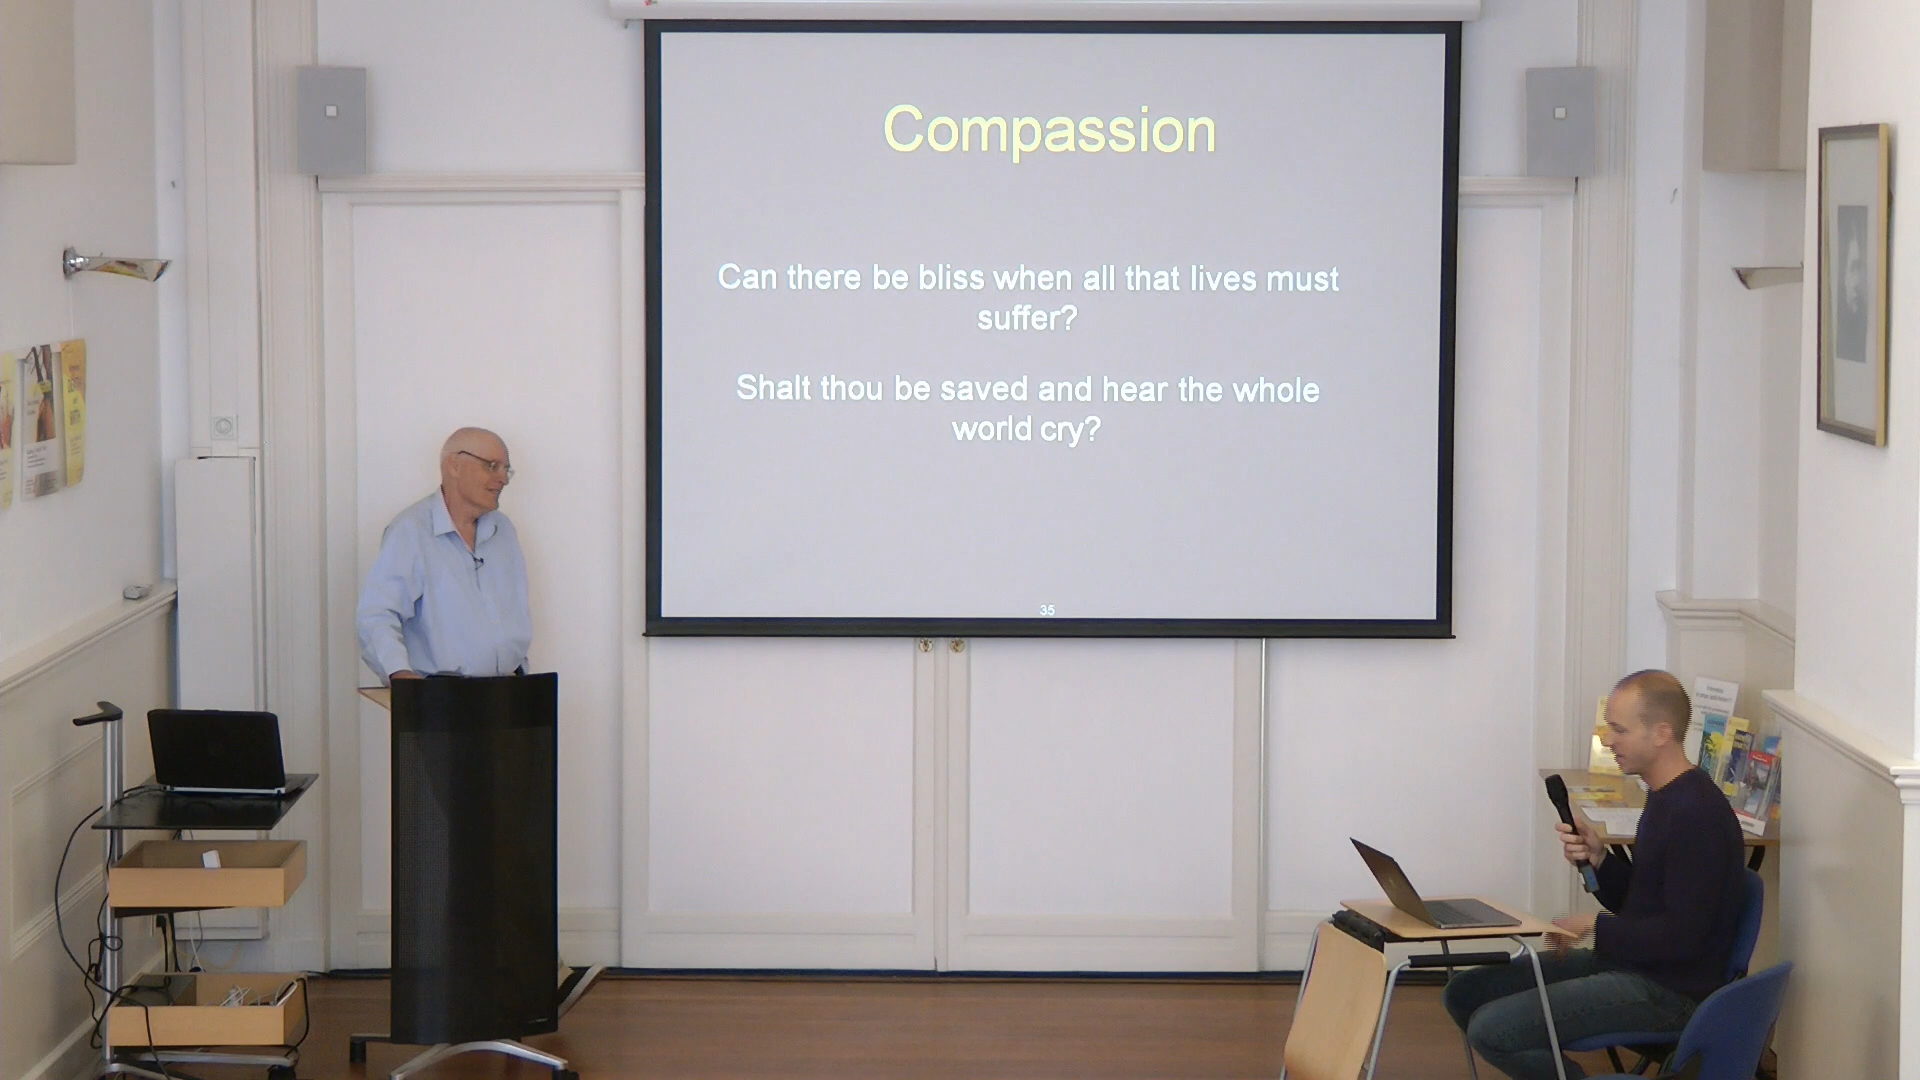 Compassion
Can there be bliss when all that lives must
suffer?
Shalt thou be saved and hear the whole
world cry?
35